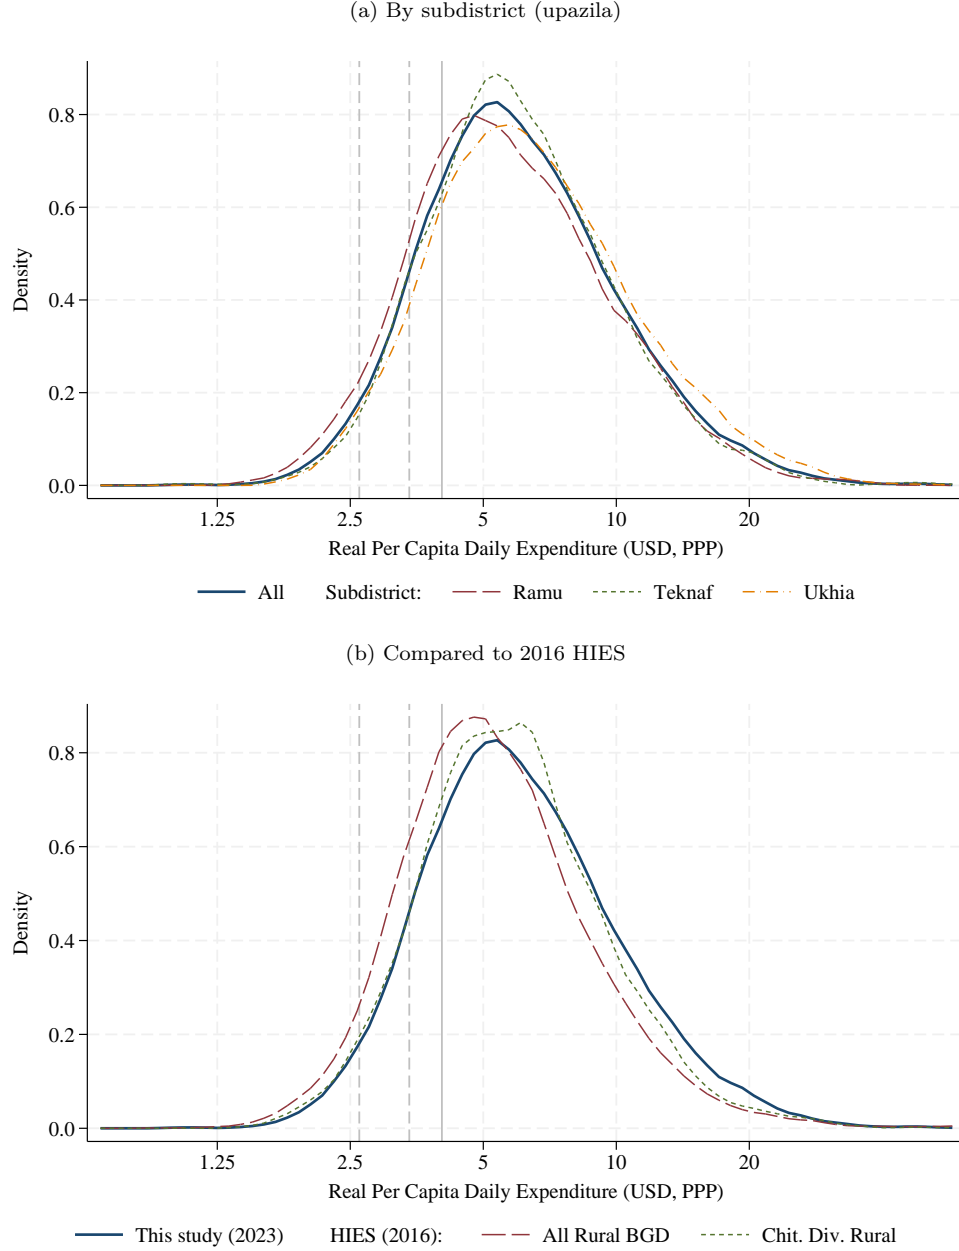 (a) By subdistrict (upazila)
Density
0.8
0.6
0.4
0.2
0.0
1.25 2.5 5 10 20
Real Per Capita Daily Expenditure (USD, PPP)
All Subdistrict: Ramu Teknaf Ukhia
(b) Compared to 2016 HIES
Density
0.8
0.6
0.4
0.2
0.0
1.25 2.5 5 10 20
Real Per Capita Daily Expenditure (USD, PPP)
This study (2023) HIES (2016): All Rural BGD Chit. Div. Rural